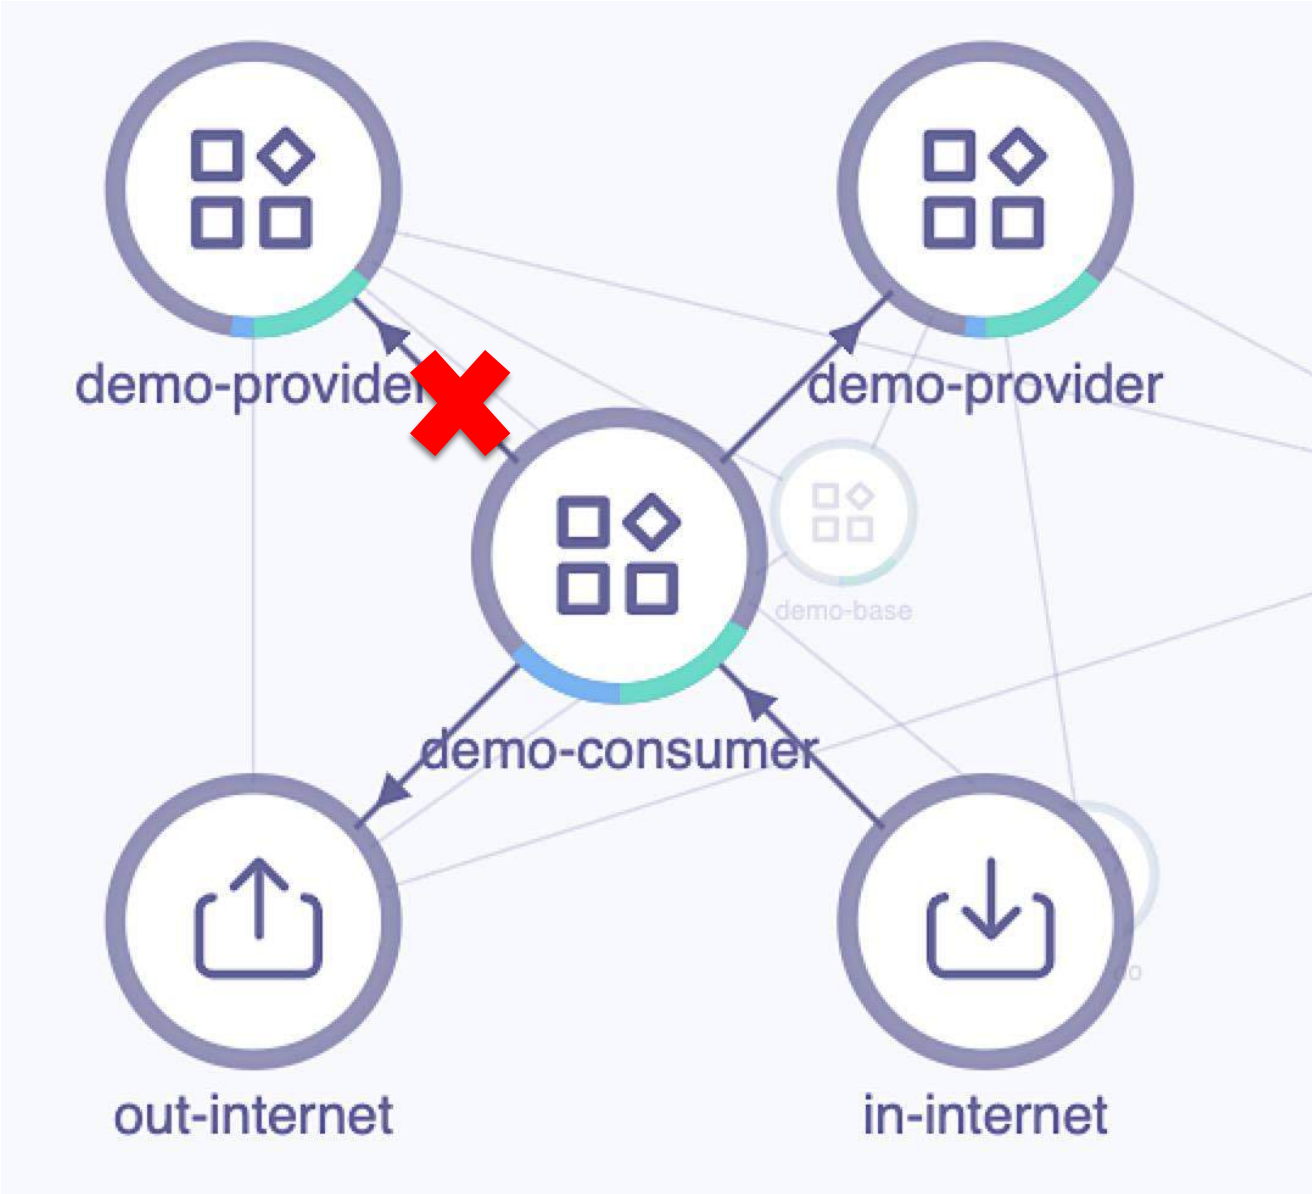 demo-provider
demo-provider
demo-base
demo-consumer
out-internet
in-internet